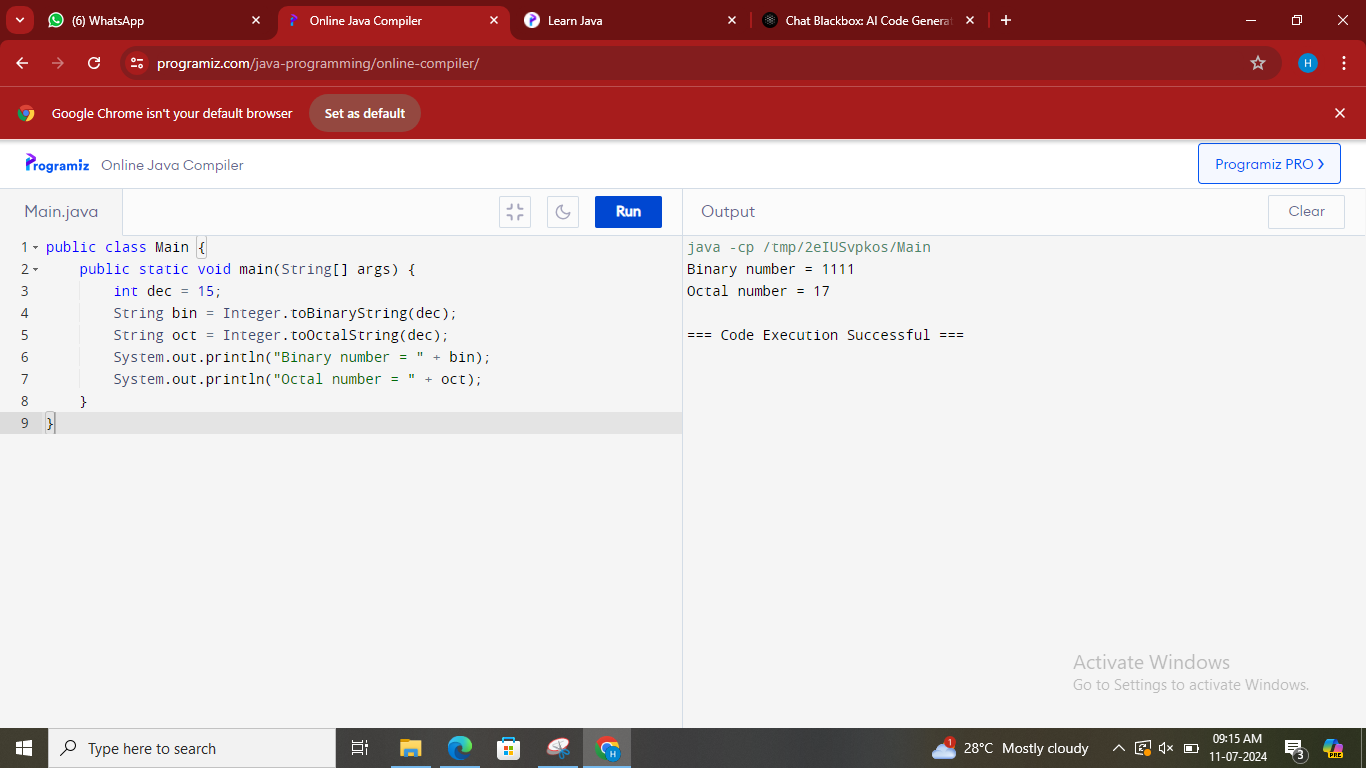 (6) WhatsApp
Online Java Compiler
Learn Java
Chat Blackbox: AI Code Generat
programiz.com/java-programming/online-compiler/
H
Google Chrome isn't your default browser
Set as default
Programiz Online Java Compiler
Programiz PRO
Main.java
Run
Output
Clear
1 public class Main {
2 public static void main(String[] args) {
3 int dec = 15;
4 String bin = Integer.toBinaryString(dec);
5 String oct = Integer.toOctalString(dec);
6 System.out.println("Binary number = " + bin);
7 System.out.println("Octal number = " + oct);
8 }
9 }
java -cp /tmp/2eIUSvpkos/Main
Binary number = 1111
Octal number = 17
=== Code Execution Successful ===
Activate Windows
Go to Settings to activate Windows.
Type here to search
H
1
28°C Mostly cloudy
09:15 AM
11-07-2024
3
PRE